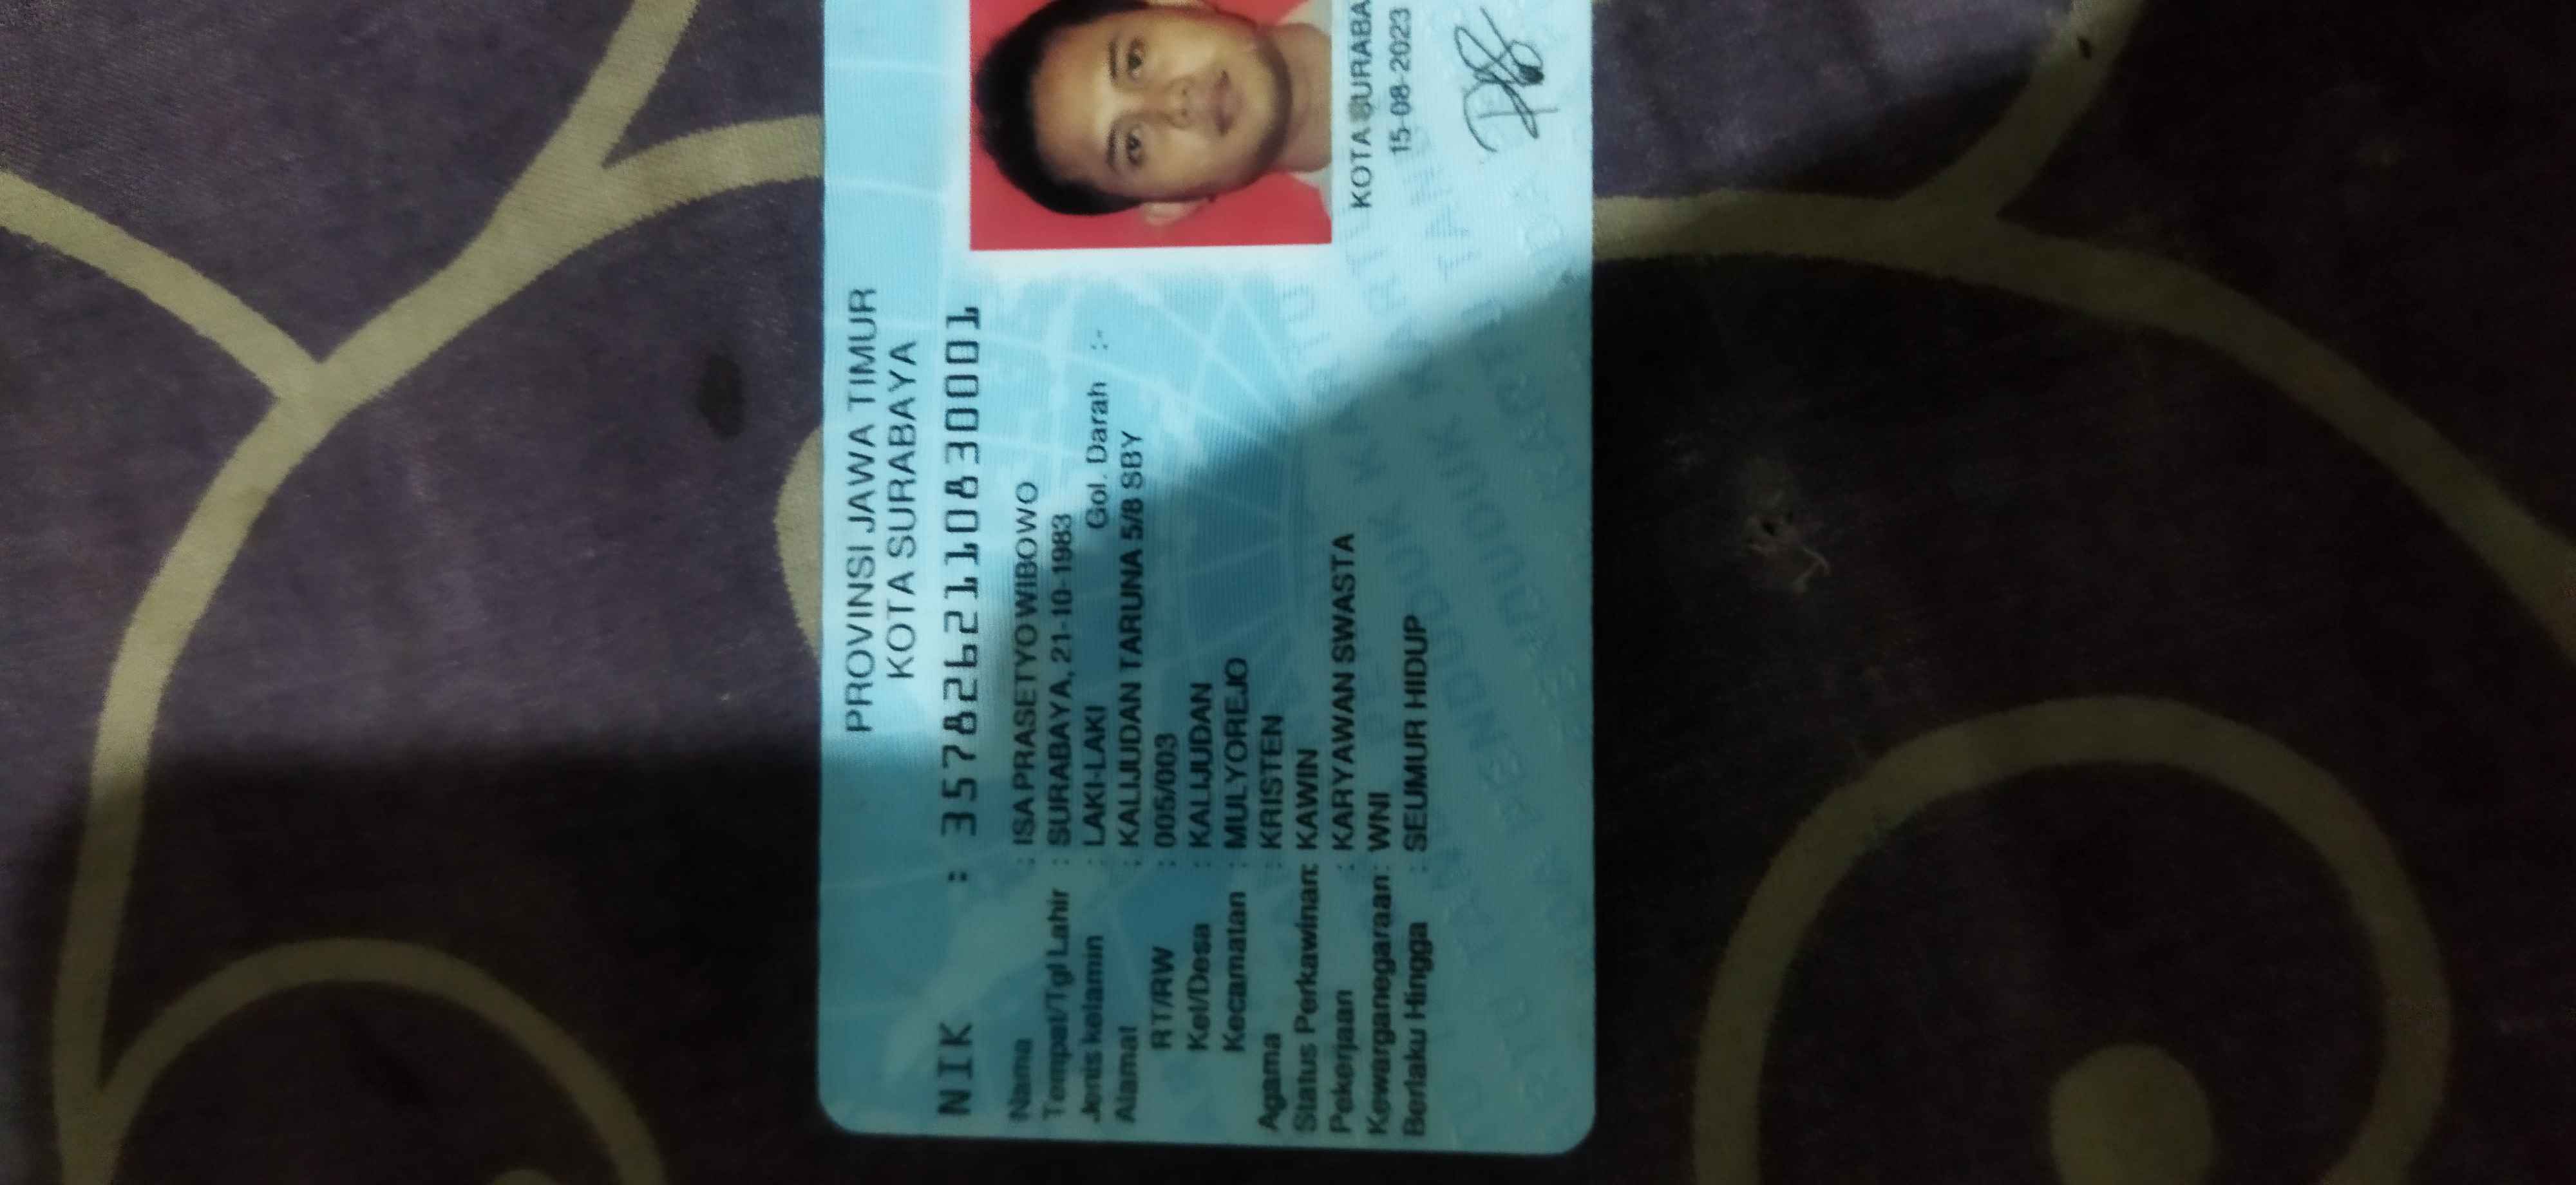 PROVINSI JAWA TIMUR
KOTA SURABAYA
NIK : 3578262110830001
Nama : ISA PRASETYO WIBOWO
Tempat/Tgl Lahir : SURABAYA, 21-10-1983
Jenis kelamin : LAKI-LAKI Gol. Darah :-
Alamat : KALIJUDAN TARUNA 5/8 SBY
RT/RW : 005/003
Kel/Desa : KALIJUDAN
Kecamatan : MULYOREJO
Agama : KRISTEN
Status Perkawinan: KAWIN
Pekerjaan : KARYAWAN SWASTA
Kewarganegaraan: WNI
Berlaku Hingga : SEUMUR HIDUP
KOTA SURABA
15-08-2023